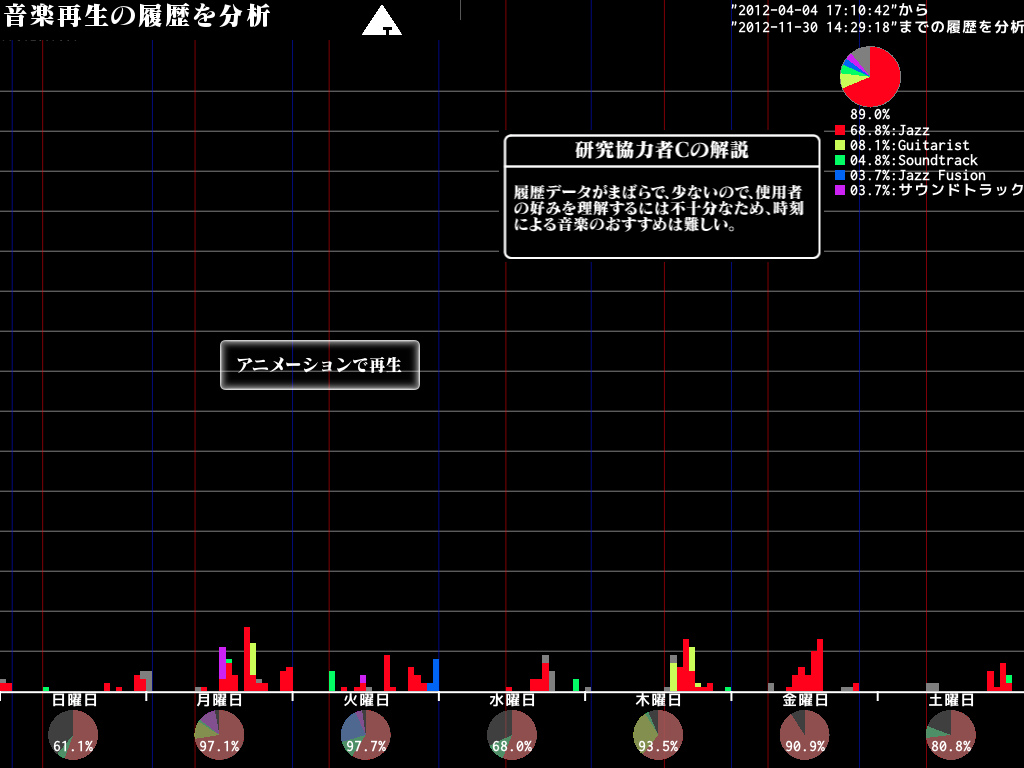 音楽再生の履歴を分析
"2012-04-04 17:10:42"から
"2012-11-30 14:29:18"までの履歴を分析
89.0%
68.8%:Jazz
08.1%:Guitarist
04.8%:Soundtrack
03.7%:Jazz Fusion
03.7%:サウンドトラック
研究協力者Cの解説
履歴データがまばらで、少ないので、使用者
の好みを理解するには不十分なため、時刻
による音楽のおすすめは難しい。
アニメーションで再生
日曜日 月曜日 火曜日 水曜日 木曜日 金曜日 土曜日
61.1% 97.1% 97.7% 68.0% 93.5% 90.9% 80.8%